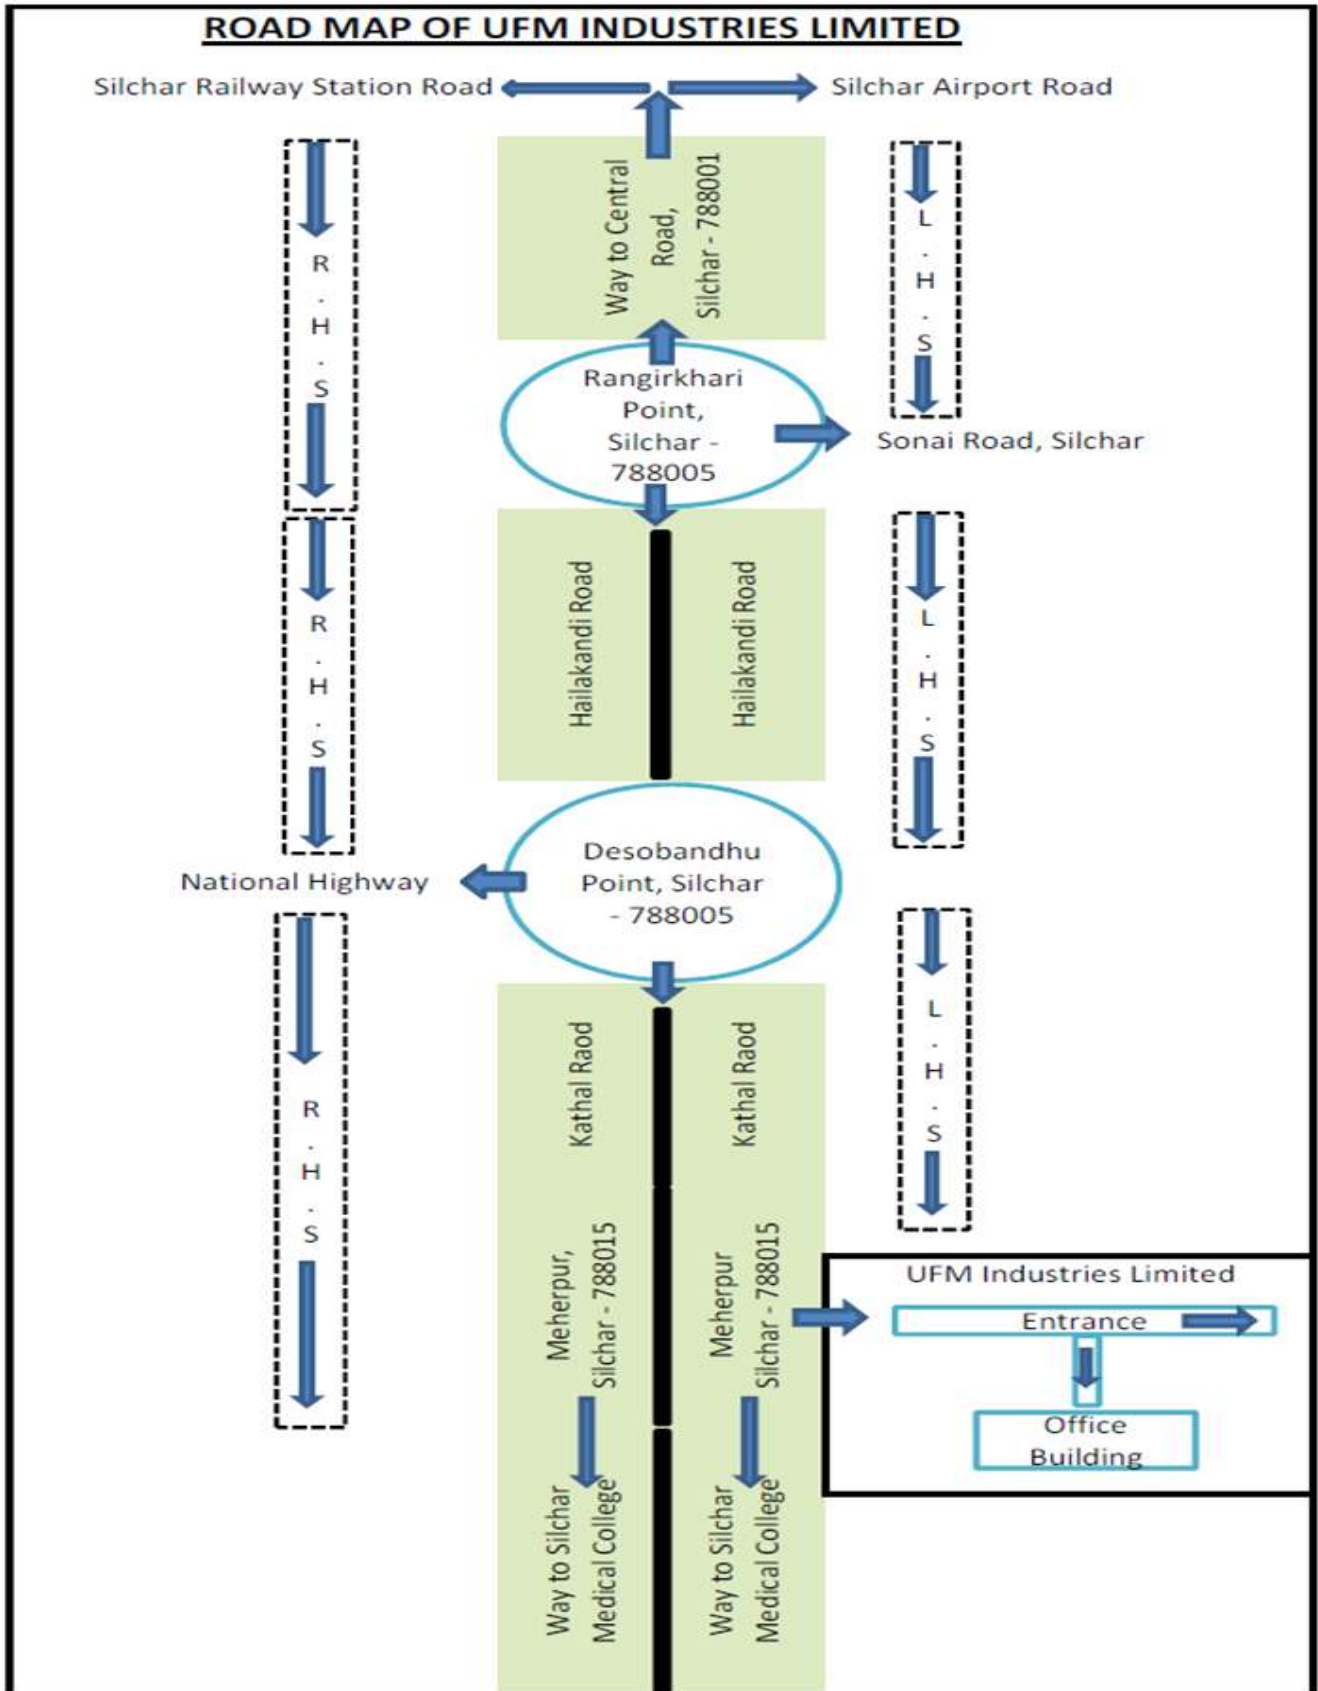 ROAD MAP OF UFM INDUSTRIES LIMITED
Silchar Railway Station Road
Silchar Airport Road
Way to Central
Road,
Silchar - 788001
R
.
H
.
S
L
.
H
.
S
Rangirkhari
Point,
Silchar -
788005
Sonai Road, Silchar
Hailakandi Road
Hailakandi Road
R
.
H
.
S
L
.
H
.
S
Desobandhu
Point, Silchar
- 788005
National Highway
Kathal Raod
Kathal Raod
R
.
H
.
S
L
.
H
.
S
Meherpur,
Silchar - 788015
Meherpur
Silchar - 788015
UFM Industries Limited
Entrance
Office
Building
Way to Silchar
Medical College
Way to Silchar
Medical College